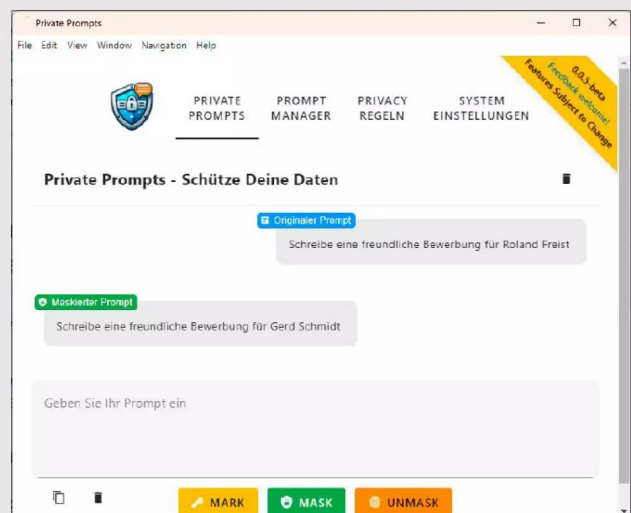 Private Prompts
File Edit View Window Navigation Help
0.0.5-beta
Feedback welcome!
Features Subject to Change
PRIVATE PROMPTS
PROMPT MANAGER
PRIVACY REGELN
SYSTEM EINSTELLUNGEN
Private Prompts - Schütze Deine Daten
Originaler Prompt
Schreibe eine freundliche Bewerbung für Roland Freist
Maskierter Prompt
Schreibe eine freundliche Bewerbung für Gerd Schmidt
Geben Sie Ihr Prompt ein
MARK MASK UNMASK